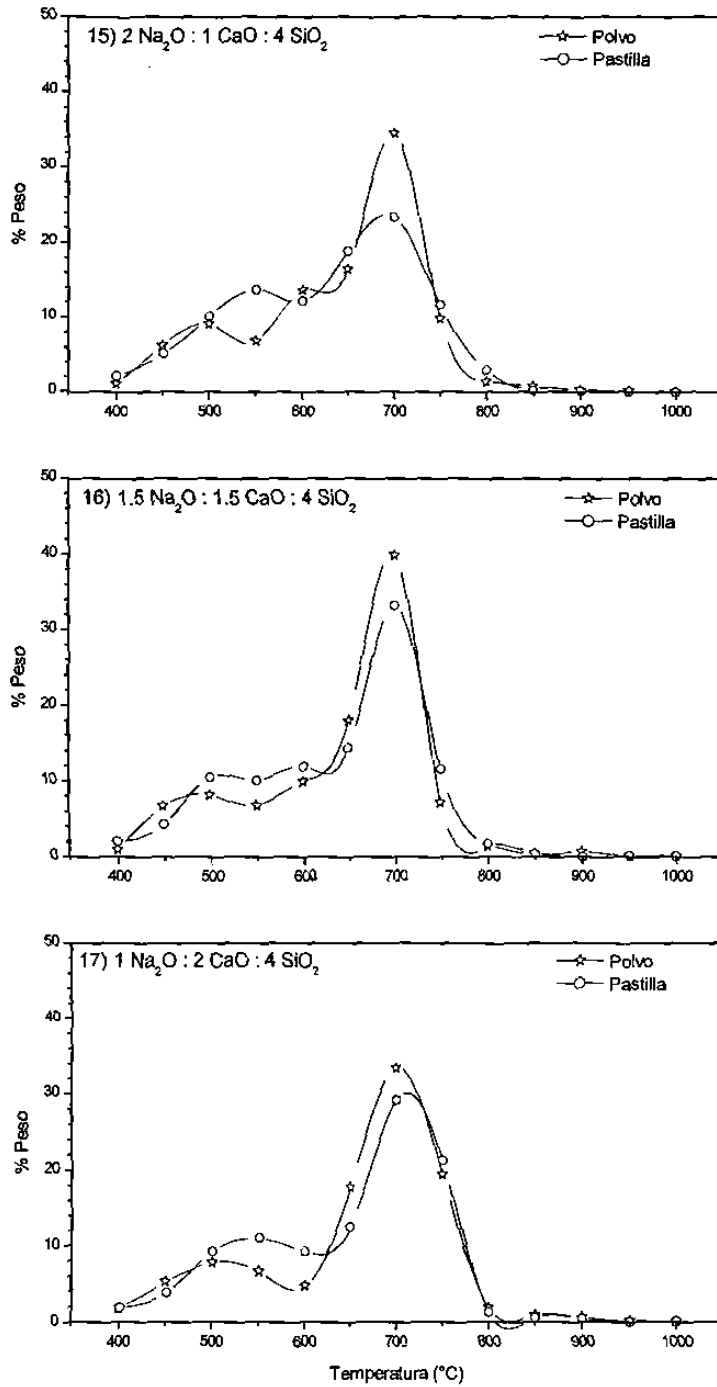 50
40
30
20
10
0
% Peso
15) 2 Na₂O : 1 CaO : 4 SiO₂
Polvo
Pastilla
400 500 600 700 800 900 1000
50
40
30
20
10
0
% Peso
16) 1.5 Na₂O : 1.5 CaO : 4 SiO₂
Polvo
Pastilla
400 500 600 700 800 900 1000
50
40
30
20
10
0
% Peso
17) 1 Na₂O : 2 CaO : 4 SiO₂
Polvo
Pastilla
400 500 600 700 800 900 1000
Temperatura (°C)